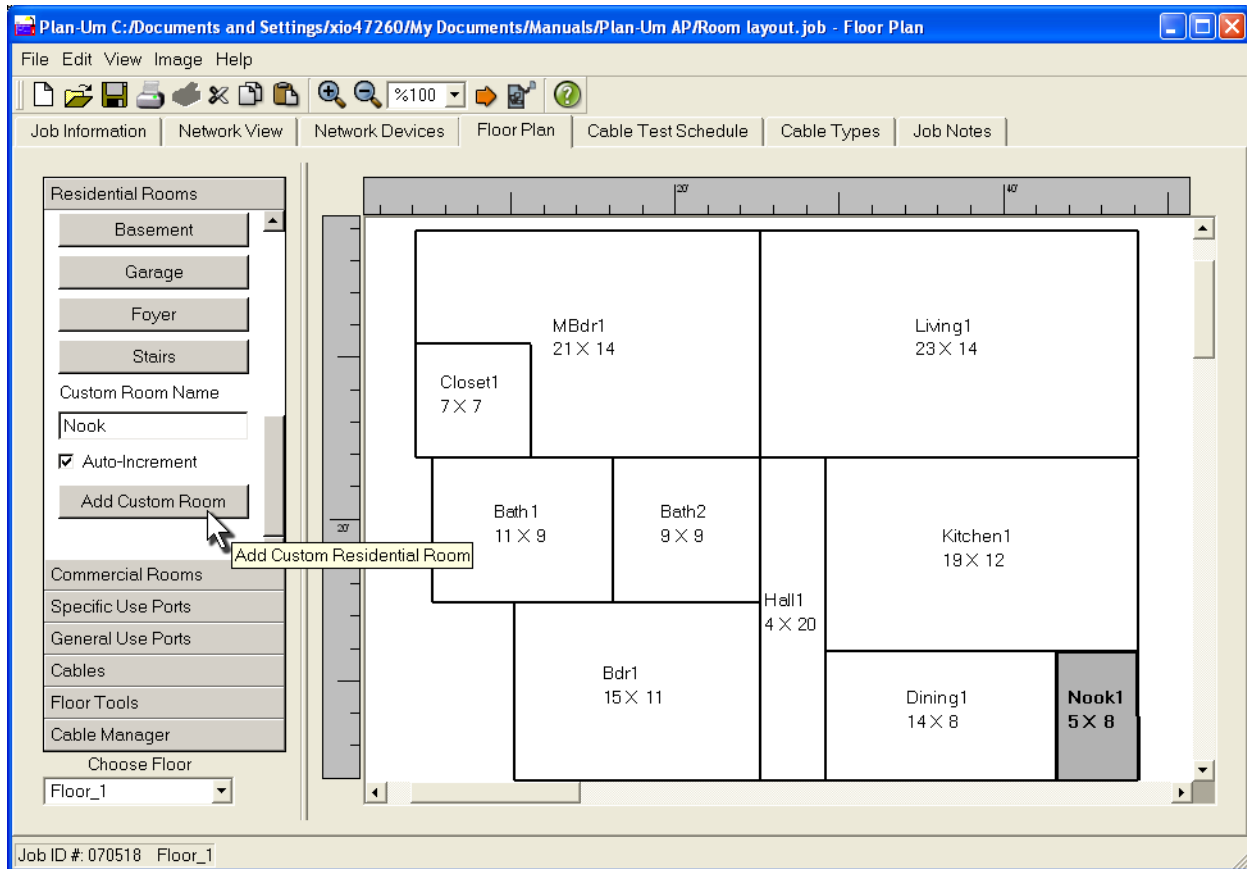 Plan-Um C:/Documents and Settings/xio47260/My Documents/Manuals/Plan-Um AP/Room layout.job - Floor Plan
File Edit View Image Help
%100
Job Information Network View Network Devices Floor Plan Cable Test Schedule Cable Types Job Notes
Residential Rooms
Basement
Garage
Foyer
Stairs
Custom Room Name
Nook
Auto-Increment
Add Custom Room
Add Custom Residential Room
Commercial Rooms
Specific Use Ports
General Use Ports
Cables
Floor Tools
Cable Manager
Choose Floor
Floor_1
20'
40'
20'
MBdr1
21 X 14
Living1
23 X 14
Closet1
7 X 7
Bath1
11 X 9
Bath2
9 X 9
Kitchen1
19 X 12
Hall1
4 X 20
Bdr1
15 X 11
Dining1
14 X 8
Nook1
5 X 8
Job ID #: 070518 Floor_1